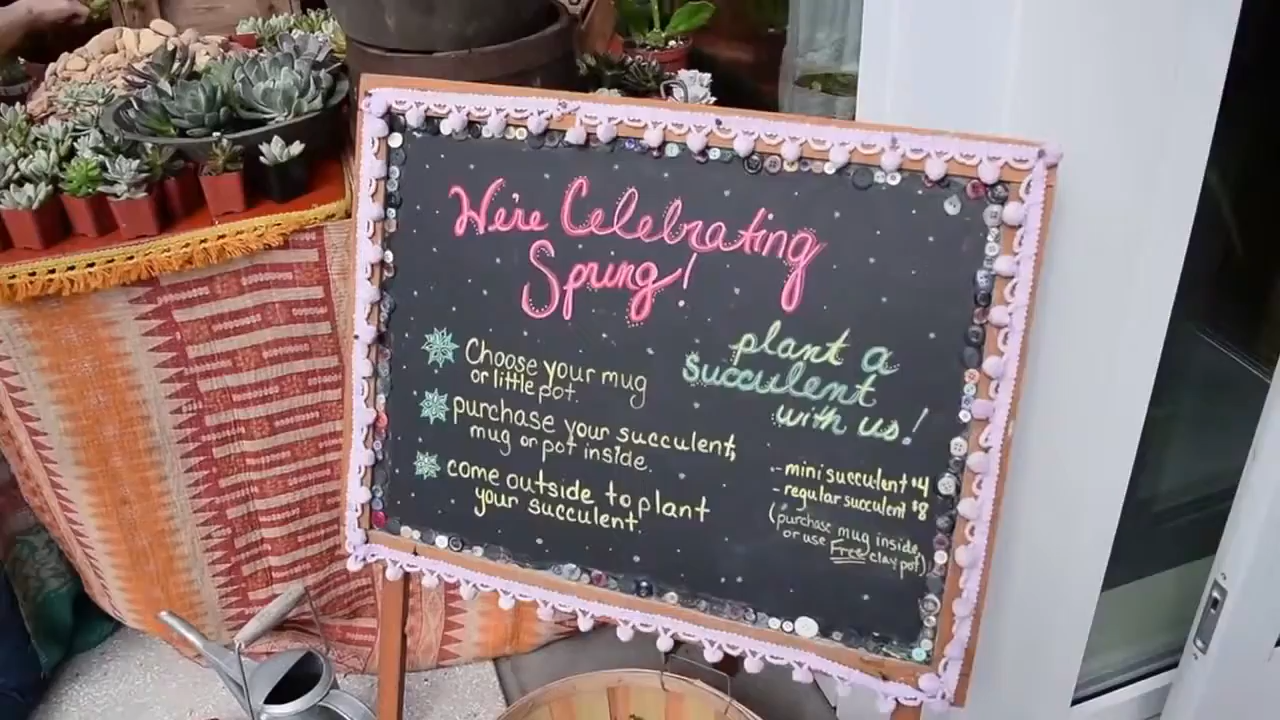 We're Celebrating
Spring!
Choose your mug
or little pot.
purchase your succulent,
mug or pot inside.
come outside to plant
your succulent.
plant a
succulent
with us!
- mini succulent $4
- regular succulent $8
(purchase mug inside,
or use Free clay pot)